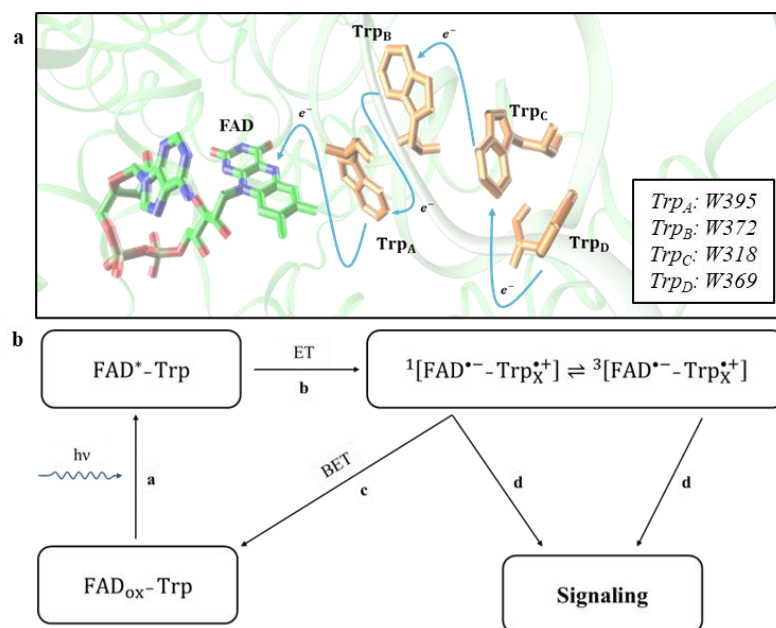 a
Trp_B
e⁻
FAD
e⁻
Trp_C
Trp_A: W395
Trp_B: W372
Trp_C: W318
Trp_D: W369
e⁻
Trp_A
Trp_D
e⁻
b
FAD*-Trp
ET
b
¹[FAD•⁻-Trp_X•⁺] ⇌ ³[FAD•⁻-Trp_X•⁺]
hν
a
BET
c
d
d
FAD_ox-Trp
Signaling